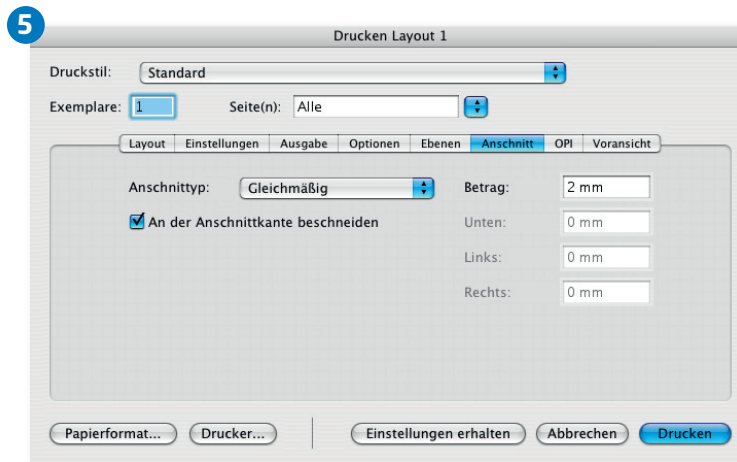 5
Drucken Layout 1
Druckstil: Standard
Exemplare: 1 Seite(n): Alle
Layout Einstellungen Ausgabe Optionen Ebenen Anschnitt OPI Voransicht
Anschnittyp: Gleichmäßig Betrag: 2 mm
An der Anschnittkante beschneiden Unten: 0 mm
Links: 0 mm
Rechts: 0 mm
Papierformat... Drucker... Einstellungen erhalten Abbrechen Drucken